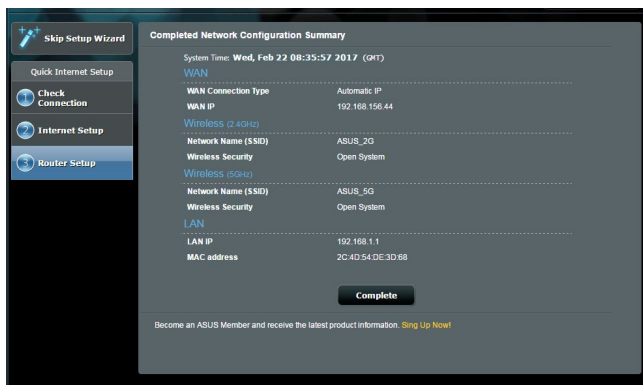 Skip Setup Wizard
Quick Internet Setup
1 Check
Connection
2 Internet Setup
3 Router Setup
Completed Network Configuration Summary
System Time: Wed, Feb 22 08:35:57 2017 (GMT)
WAN
WAN Connection Type Automatic IP
WAN IP 192.168.156.44
Wireless (2.4GHz)
Network Name (SSID) ASUS_2G
Wireless Security Open System
Wireless (5GHz)
Network Name (SSID) ASUS_5G
Wireless Security Open System
LAN
LAN IP 192.168.1.1
MAC address 2C:4D:54:DE:3D:68
Complete
Become an ASUS Member and receive the latest product information. Sing Up Now!